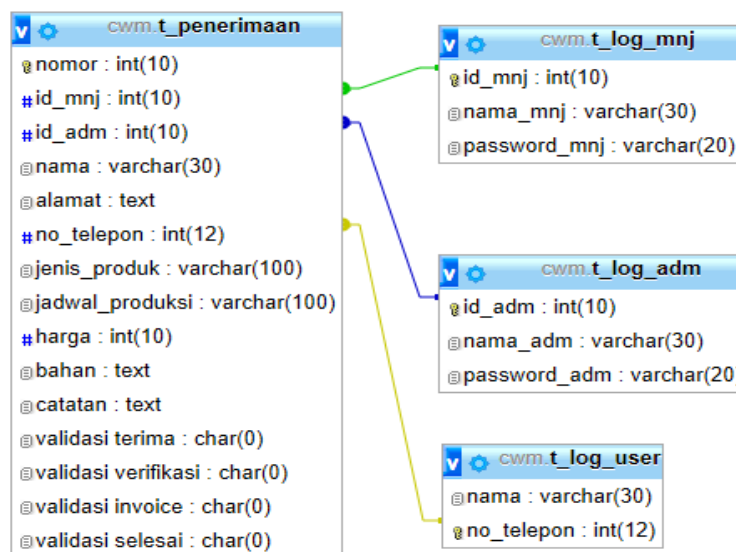 cwm.t_penerimaan
nomor : int(10)
#id_mnj : int(10)
#id_adm : int(10)
nama : varchar(30)
alamat : text
#no_telepon : int(12)
jenis_produk : varchar(100)
jadwal_produksi : varchar(100)
#harga : int(10)
bahan : text
catatan : text
validasi terima : char(0)
validasi verifikasi : char(0)
validasi invoice : char(0)
validasi selesai : char(0)
v cwm.t_log_mnj
id_mnj : int(10)
nama_mnj : varchar(30)
password_mnj : varchar(20)
v cwm.t_log_adm
id_adm : int(10)
nama_adm : varchar(30)
password_adm : varchar(20
v cwm.t_log_user
nama : varchar(30)
no_telepon : int(12)